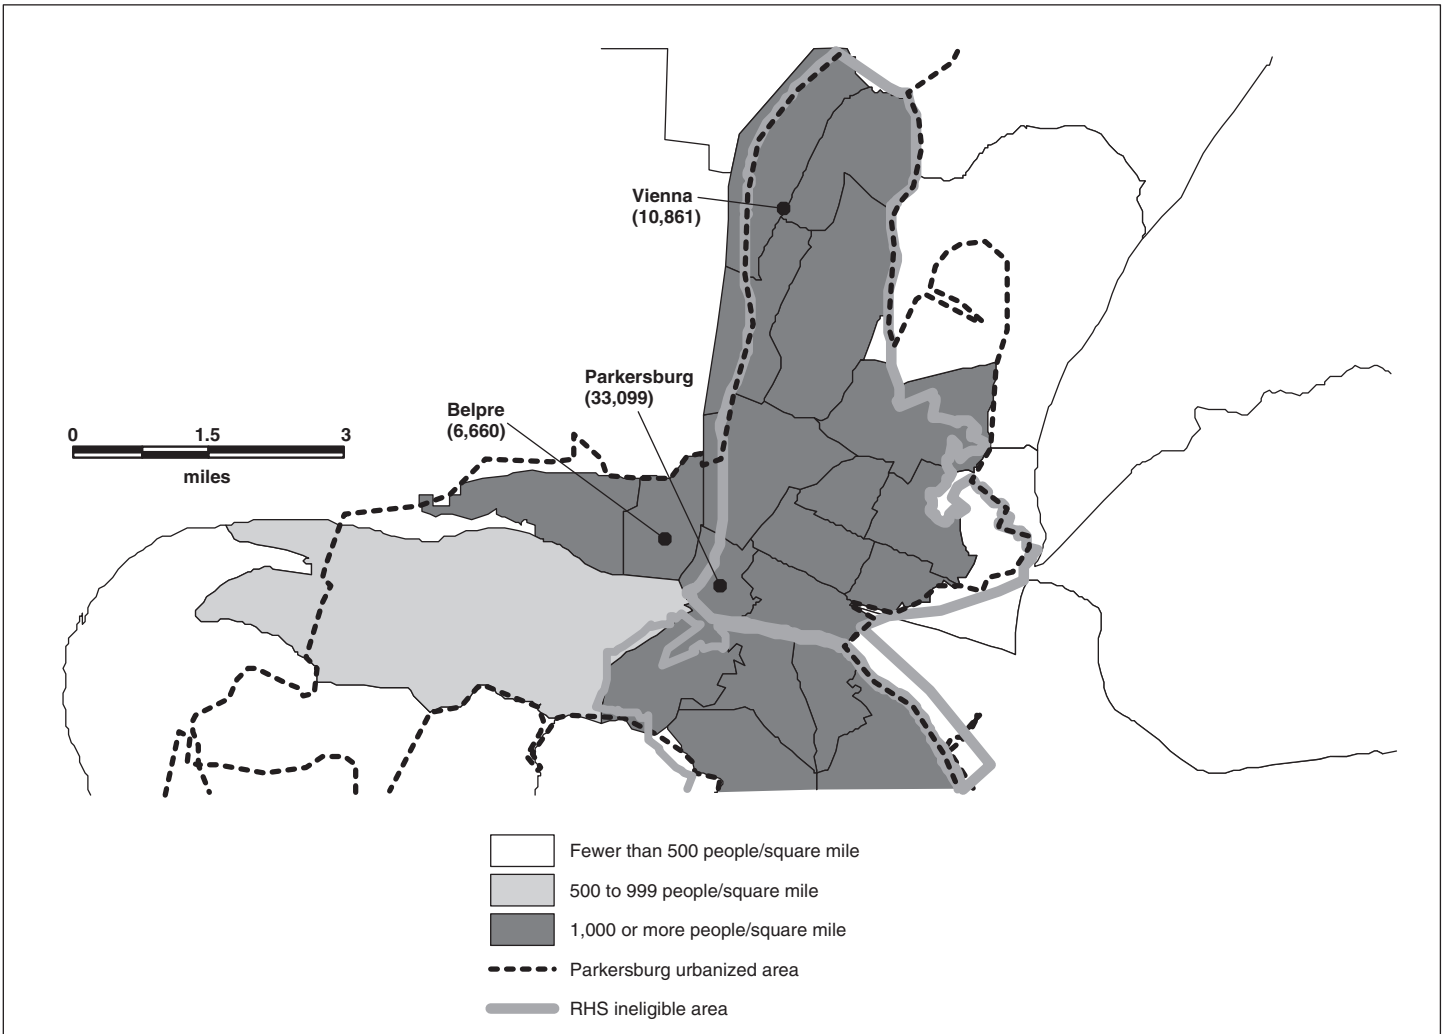 Vienna
(10,861)
Parkersburg
(33,099)
Belpre
(6,660)
0 1.5 3
miles
Fewer than 500 people/square mile
500 to 999 people/square mile
1,000 or more people/square mile
Parkersburg urbanized area
RHS ineligible area